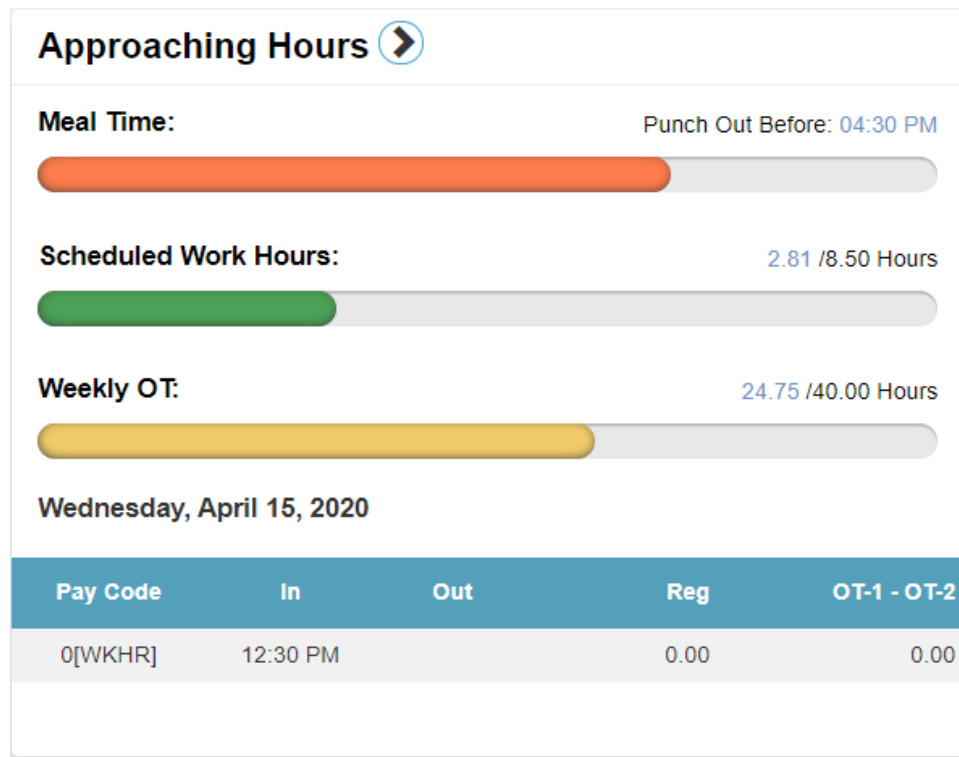 Approaching Hours
Meal Time: Punch Out Before: 04:30 PM
Scheduled Work Hours: 2.81 /8.50 Hours
Weekly OT: 24.75 /40.00 Hours
Wednesday, April 15, 2020
Pay Code In Out Reg OT-1 - OT-2
0[WKHR] 12:30 PM 0.00 0.00